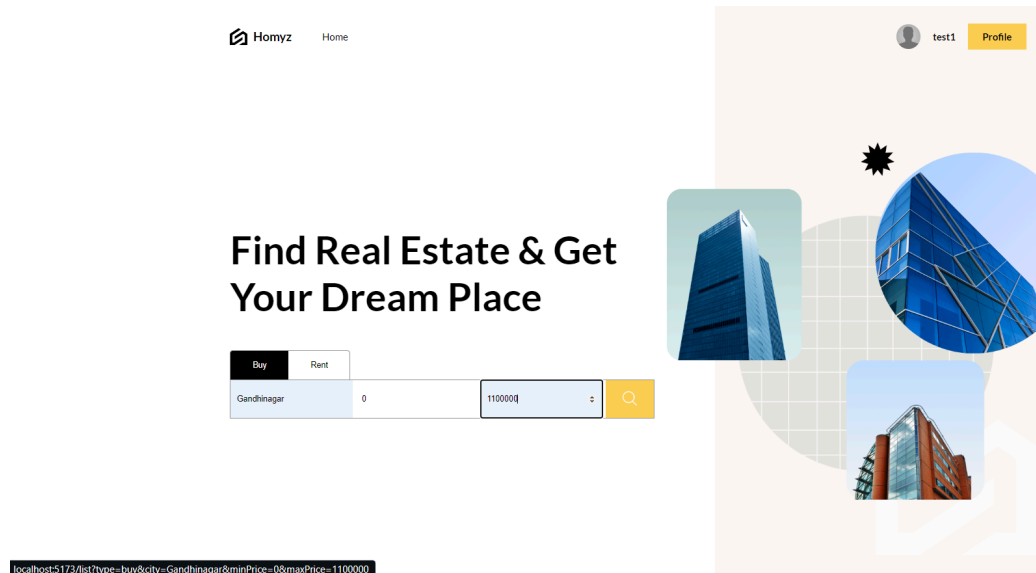 Homyz
Home
test1
Profile
Find Real Estate & Get
Your Dream Place
Buy
Rent
Gandhinagar
0
1100000
localhost:5173/list?type=buy&city=Gandhinagar&minPrice=0&maxPrice=1100000